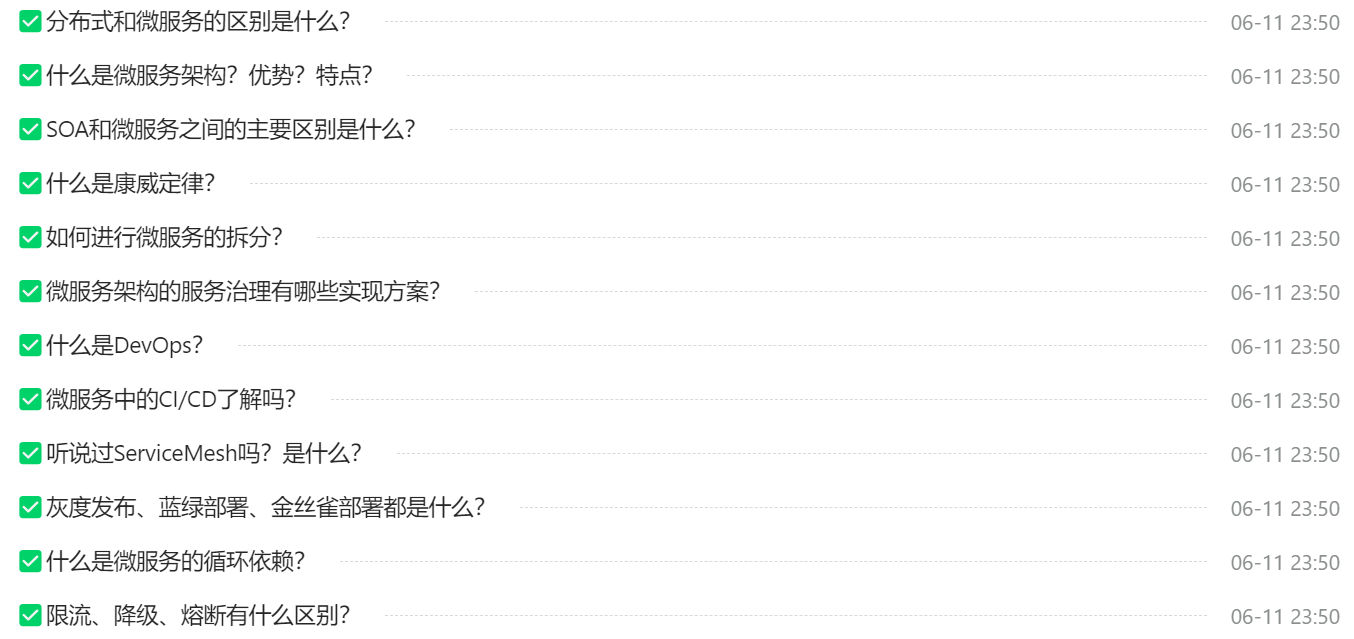 分布式和微服务的区别是什么？ 06-11 23:50
什么是微服务架构？优势？特点？ 06-11 23:50
SOA和微服务之间的主要区别是什么？ 06-11 23:50
什么是康威定律？ 06-11 23:50
如何进行微服务的拆分？ 06-11 23:50
微服务架构的服务治理有哪些实现方案？ 06-11 23:50
什么是DevOps？ 06-11 23:50
微服务中的CI/CD了解吗？ 06-11 23:50
听说过ServiceMesh吗？是什么？ 06-11 23:50
灰度发布、蓝绿部署、金丝雀部署都是什么？ 06-11 23:50
什么是微服务的循环依赖？ 06-11 23:50
限流、降级、熔断有什么区别？ 06-11 23:50